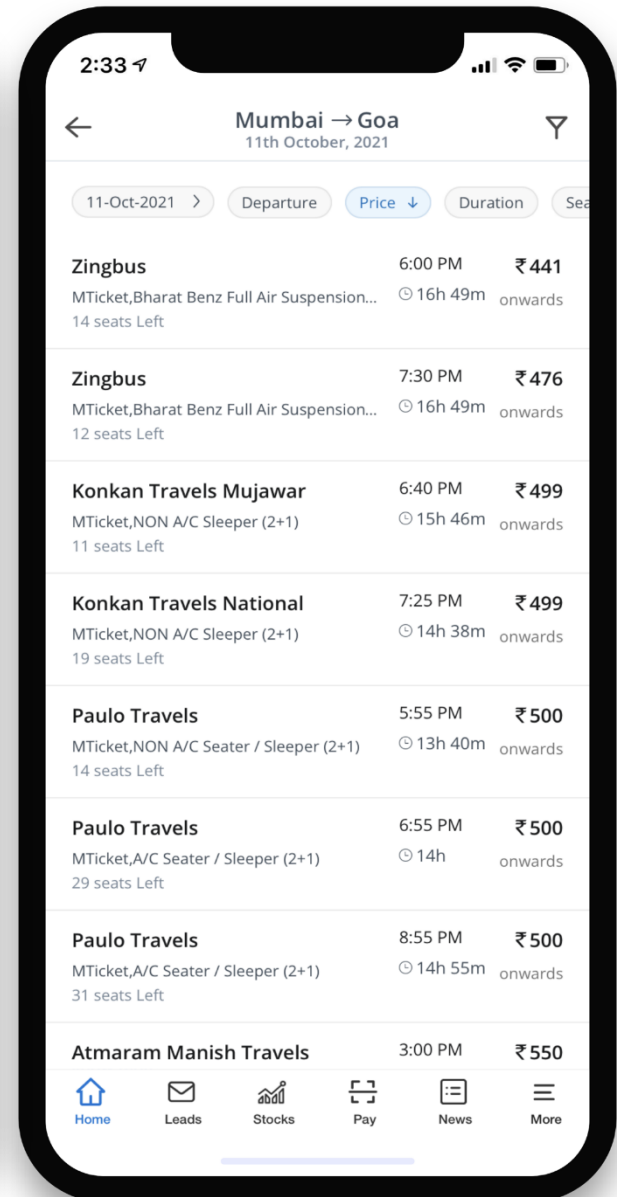 2:33
Mumbai → Goa
11th October, 2021
11-Oct-2021 > Departure Price ↓ Duration Sea
Zingbus 6:00 PM ₹441
MTicket,Bharat Benz Full Air Suspension... 16h 49m onwards
14 seats Left
Zingbus 7:30 PM ₹476
MTicket,Bharat Benz Full Air Suspension... 16h 49m onwards
12 seats Left
Konkan Travels Mujawar 6:40 PM ₹499
MTicket,NON A/C Sleeper (2+1) 15h 46m onwards
11 seats Left
Konkan Travels National 7:25 PM ₹499
MTicket,NON A/C Sleeper (2+1) 14h 38m onwards
19 seats Left
Paulo Travels 5:55 PM ₹500
MTicket,NON A/C Seater / Sleeper (2+1) 13h 40m onwards
14 seats Left
Paulo Travels 6:55 PM ₹500
MTicket,A/C Seater / Sleeper (2+1) 14h onwards
29 seats Left
Paulo Travels 8:55 PM ₹500
MTicket,A/C Seater / Sleeper (2+1) 14h 55m onwards
31 seats Left
Atmaram Manish Travels 3:00 PM ₹550
Home Leads Stocks Pay News More